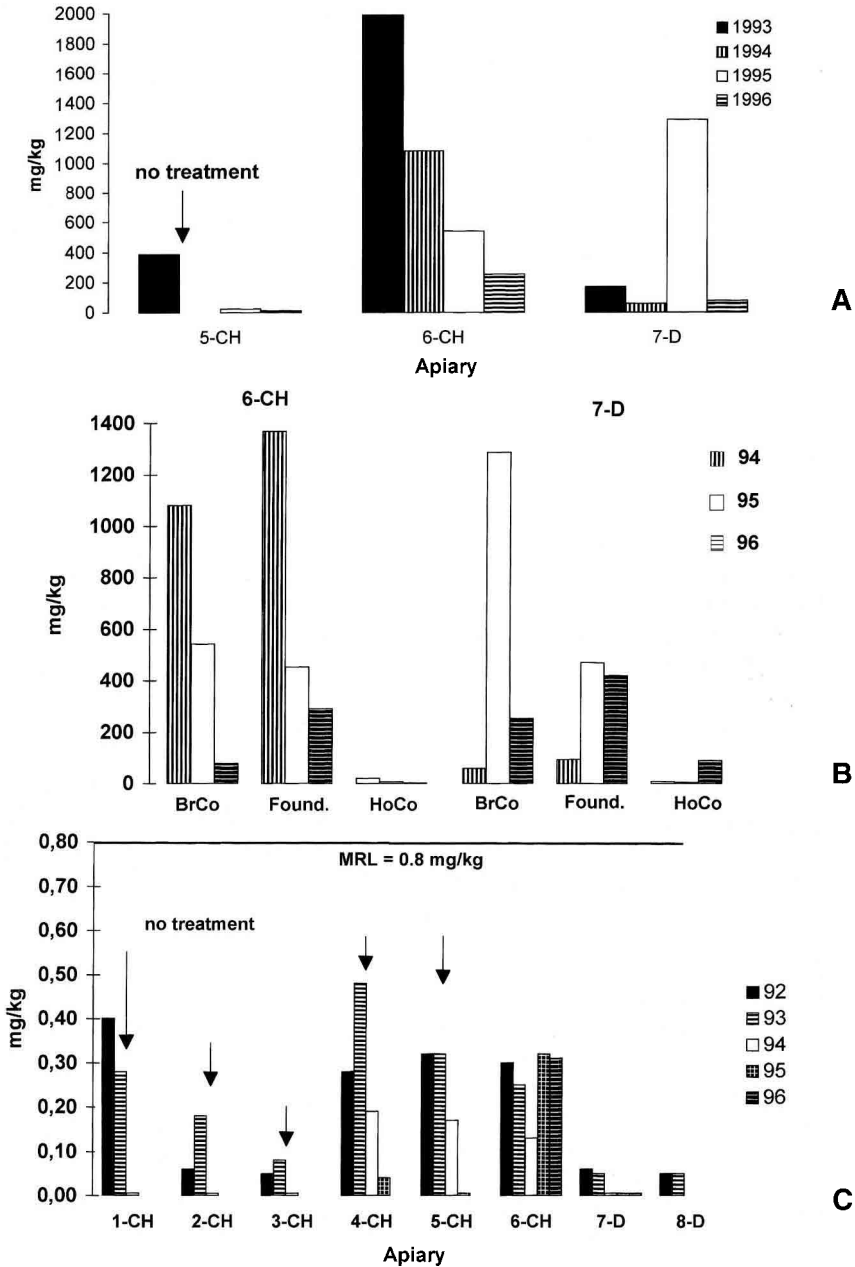 2000
1800
1600
1400
1200
1000
800
600
400
200
0
mg/kg
no treatment
1993
1994
1995
1996
5-CH 6-CH 7-D
Apiary
A
6-CH 7-D
1400
1200
1000
800
600
400
200
0
mg/kg
94
95
96
BrCo Found. HoCo BrCo Found. HoCo
B
0,80
0,70
0,60
0,50
0,40
0,30
0,20
0,10
0,00
mg/kg
MRL = 0.8 mg/kg
no treatment
92
93
94
95
96
1-CH 2-CH 3-CH 4-CH 5-CH 6-CH 7-D 8-D
Apiary
C